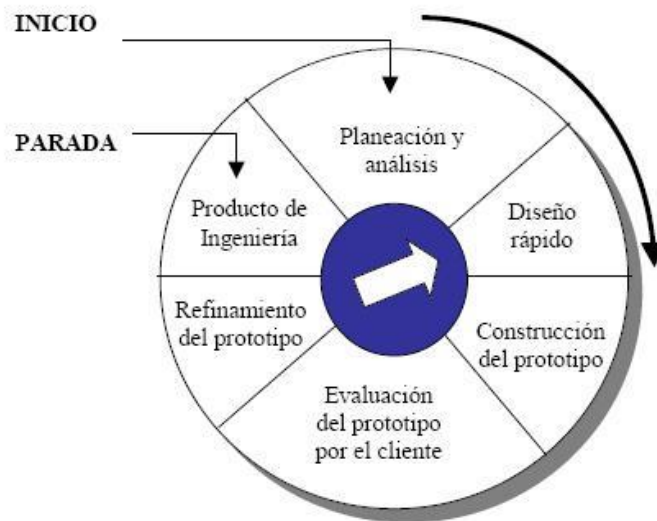 INICIO
PARADA
Planeación y
análisis
Diseño
rápido
Construcción
del prototipo
Evaluación
del prototipo
por el cliente
Refinamiento
del prototipo
Producto de
Ingeniería